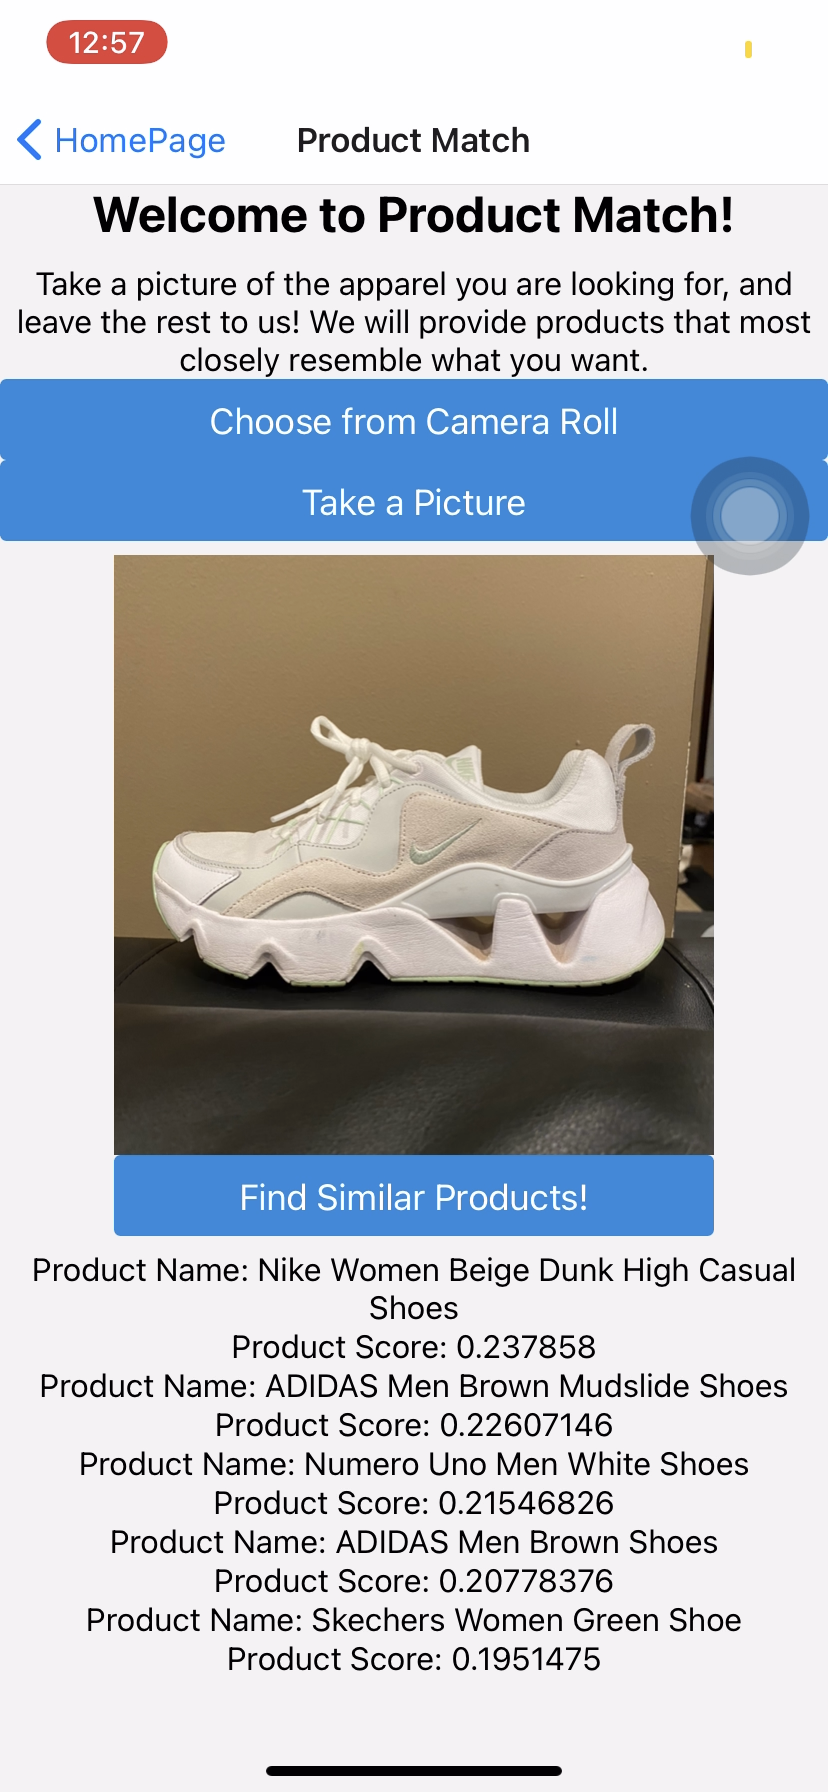 12:57
HomePage
Product Match
Welcome to Product Match!
Take a picture of the apparel you are looking for, and
leave the rest to us! We will provide products that most
closely resemble what you want.
Choose from Camera Roll
Take a Picture
Find Similar Products!
Product Name: Nike Women Beige Dunk High Casual
Shoes
Product Score: 0.237858
Product Name: ADIDAS Men Brown Mudslide Shoes
Product Score: 0.22607146
Product Name: Numero Uno Men White Shoes
Product Score: 0.21546826
Product Name: ADIDAS Men Brown Shoes
Product Score: 0.20778376
Product Name: Skechers Women Green Shoe
Product Score: 0.1951475